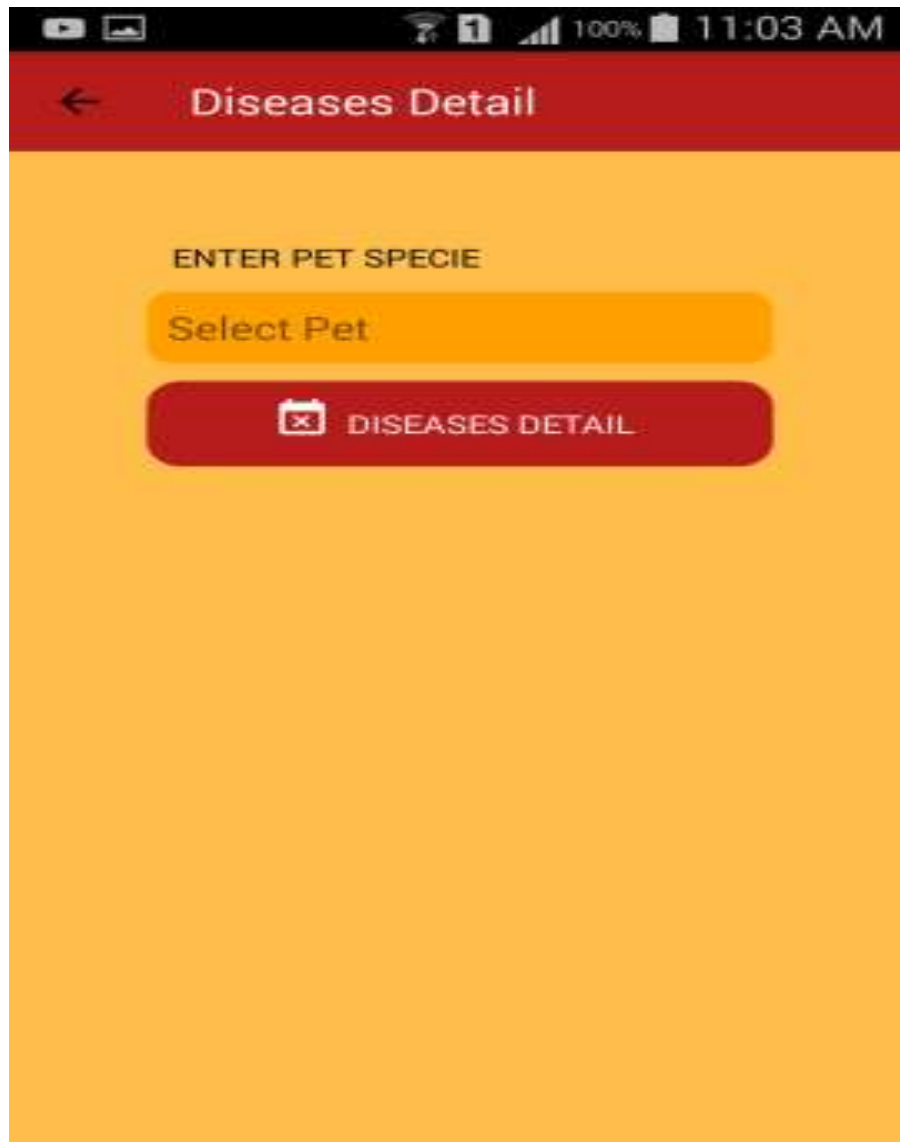 100% 11:03 AM
Diseases Detail
ENTER PET SPECIE
Select Pet
DISEASES DETAIL